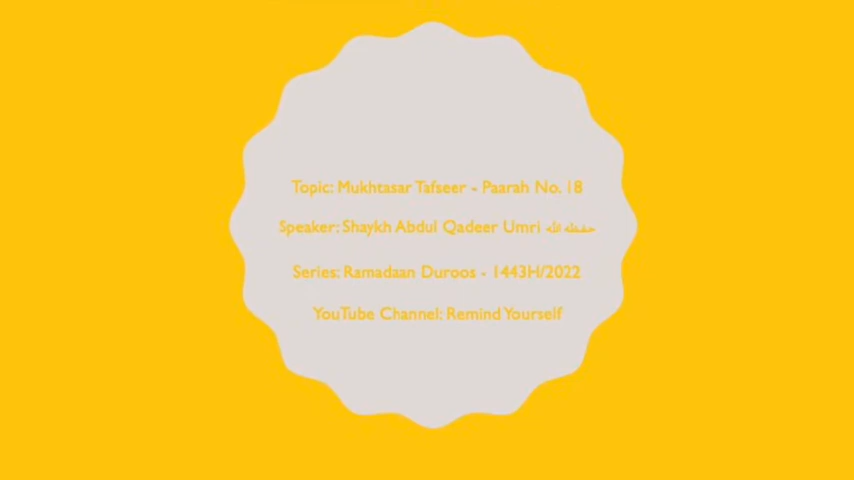 Topic: Mukhtasar Tafseer - Paarah No. 18
Speaker: Shaykh Abdul Qadeer Umri حفظه الله
Series: Ramadaan Duroos - 1443H/2022
YouTube Channel: Remind Yourself